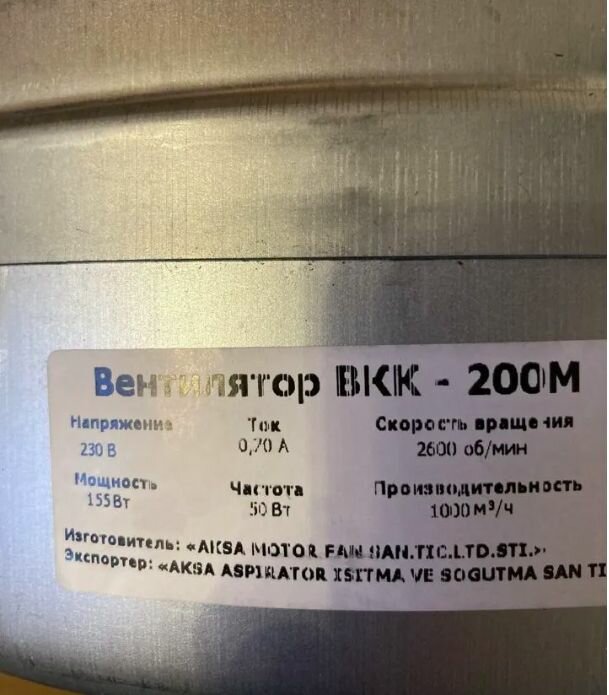 Вентилятор ВКК - 200М
Напряжение Ток Скорость вращения
230 В 0,70 А 2600 об/мин
Мощность Частота Производительность
155Вт 50 Вт 1000 м³/ч
Изготовитель: «AKSA MOTOR FAN SAN.TIC.LTD.STI.»
Экспортер: «AKSA ASPIRATOR ISITMA VE SOGUTMA SAN TI